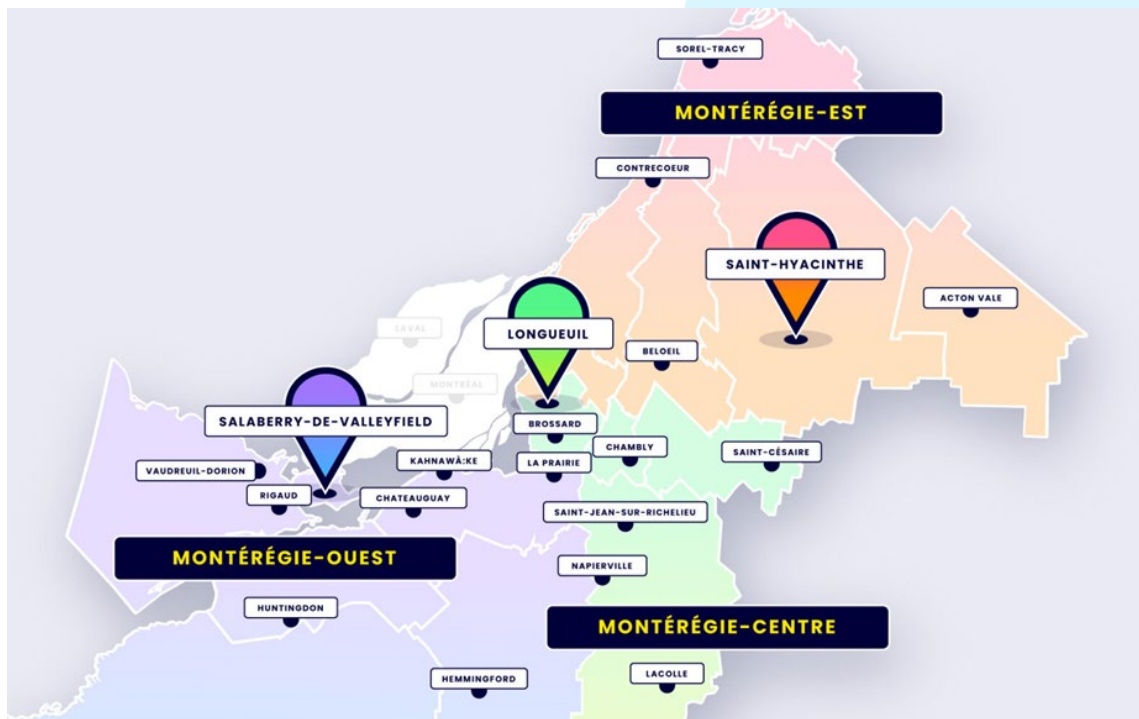 SOREL-TRACY
MONTÉRÉGIE-EST
CONTRECOEUR
SAINT-HYACINTHE
ACTON VALE
LAVAL
LONGUEUIL
BELOEIL
MONTRÉAL
SALABERRY-DE-VALLEYFIELD
BROSSARD
CHAMBLY
SAINT-CÉSAIRE
KAHNAWÀ:KE
LA PRAIRIE
VAUDREUIL-DORION
RIGAUD
CHATEAUGUAY
SAINT-JEAN-SUR-RICHELIEU
MONTÉRÉGIE-OUEST
NAPIERVILLE
HUNTINGDON
MONTÉRÉGIE-CENTRE
HEMMINGFORD
LACOLLE